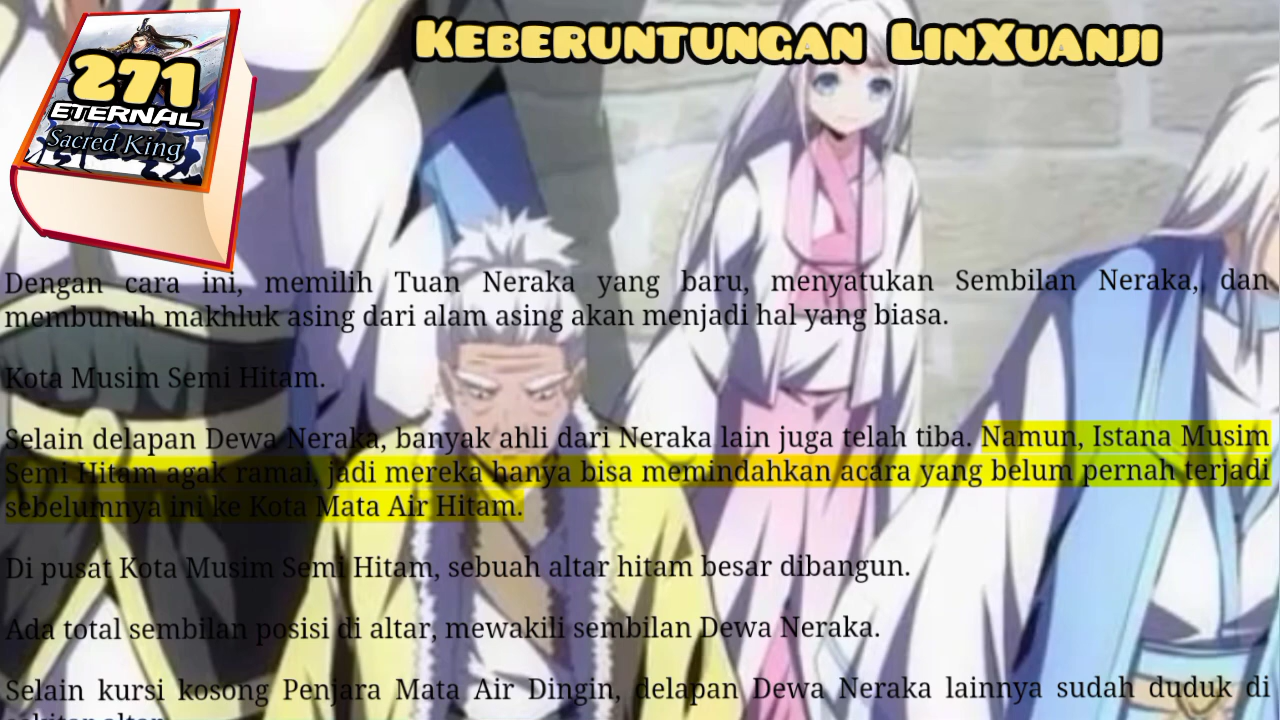 Keberuntungan LinXuanji
271
ETERNAL
Sacred King
Dengan cara ini, memilih Tuan Neraka yang baru, menyatukan Sembilan Neraka, dan
membunuh makhluk asing dari alam asing akan menjadi hal yang biasa.
Kota Musim Semi Hitam.
Selain delapan Dewa Neraka, banyak ahli dari Neraka lain juga telah tiba. Namun, Istana Musim
Semi Hitam agak ramai, jadi mereka hanya bisa memindahkan acara yang belum pernah terjadi
sebelumnya ini ke Kota Mata Air Hitam.
Di pusat Kota Musim Semi Hitam, sebuah altar hitam besar dibangun.
Ada total sembilan posisi di altar, mewakili sembilan Dewa Neraka.
Selain kursi kosong Penjara Mata Air Dingin, delapan Dewa Neraka lainnya sudah duduk di